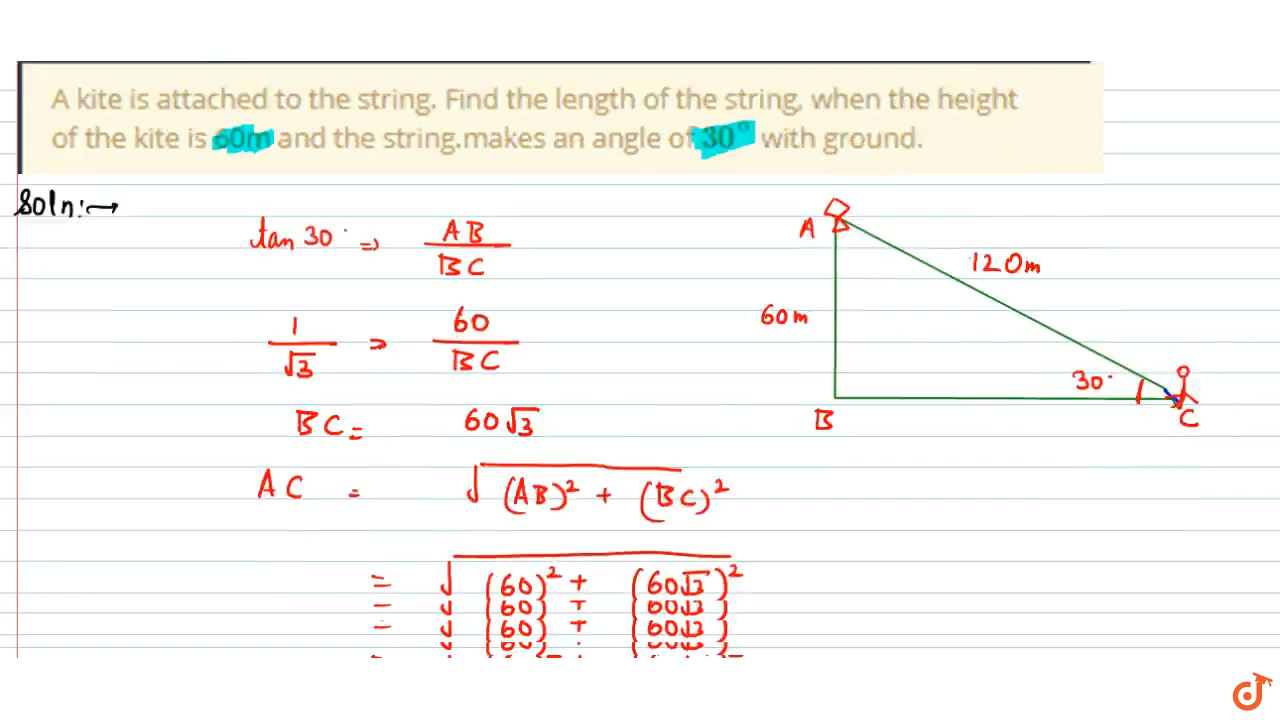 A kite is attached to the string. Find the length of the string, when the height
of the kite is 60m and the string.makes an angle of 30° with ground.
Soln:→
tan 30° ⇒ AB / BC
1 / √3 = 60 / BC
BC = 60√3
AC = √(AB)² + (BC)²
= √(60)² + (60√3)²
A
120m
60m
30°
B
C